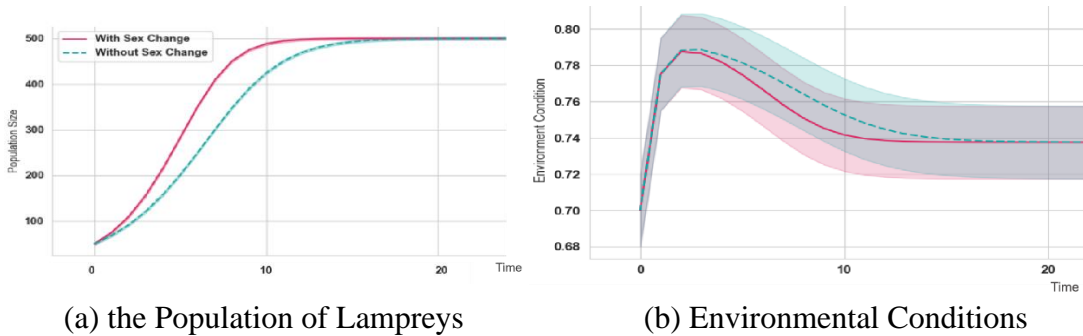 500
With Sex Change
Without Sex Change
400
300
200
100
Population Size
0
10
20
Time
(a) the Population of Lampreys
0.80
0.78
0.76
0.74
0.72
0.70
0.68
Environment Condition
0
10
20
Time
(b) Environmental Conditions